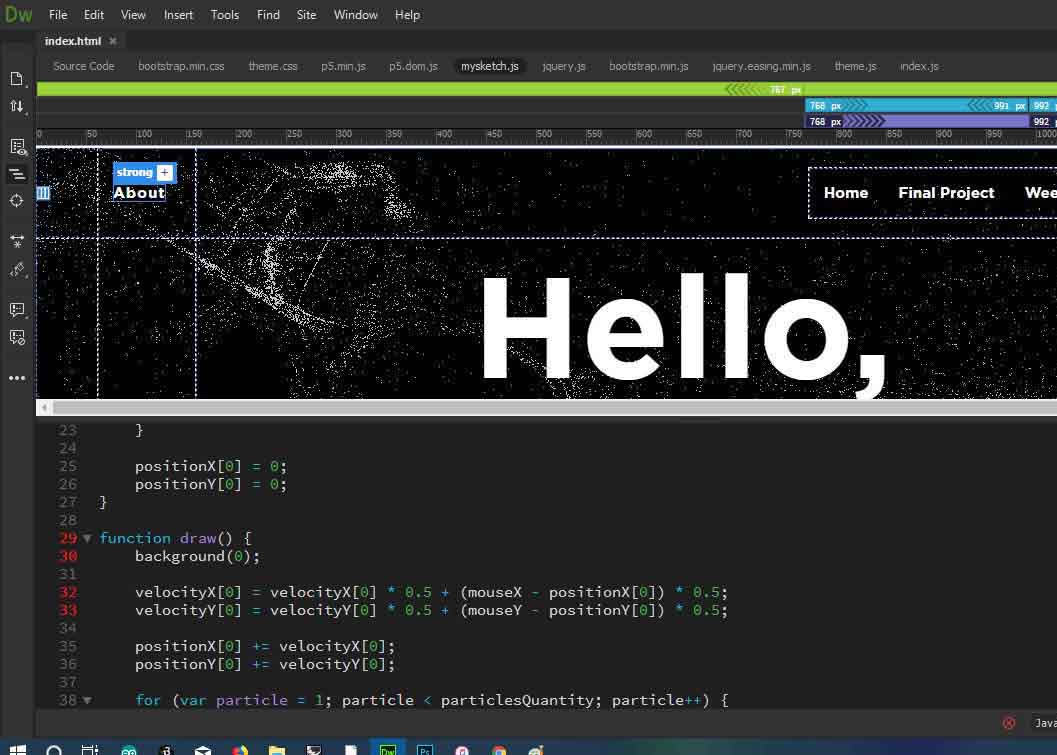 Dw File Edit View Insert Tools Find Site Window Help
index.html ×
Source Code bootstrap.min.css theme.css p5.min.js p5.dom.js mysketch.js jquery.js bootstrap.min.js jquery.easing.min.js theme.js index.js
767 px
768 px 991 px 992
768 px 992
0 50 100 150 200 250 300 350 400 450 500 550 600 650 700 750 800 850 900 950 1000
strong +
About
Home Final Project Wee
Hello,
23 }
24
25 positionX[0] = 0;
26 positionY[0] = 0;
27 }
28
29 function draw() {
30 background(0);
31
32 velocityX[0] = velocityX[0] * 0.5 + (mouseX - positionX[0]) * 0.5;
33 velocityY[0] = velocityY[0] * 0.5 + (mouseY - positionY[0]) * 0.5;
34
35 positionX[0] += velocityX[0];
36 positionY[0] += velocityY[0];
37
38 for (var particle = 1; particle < particlesQuantity; particle++) {
Java
Dw Ps